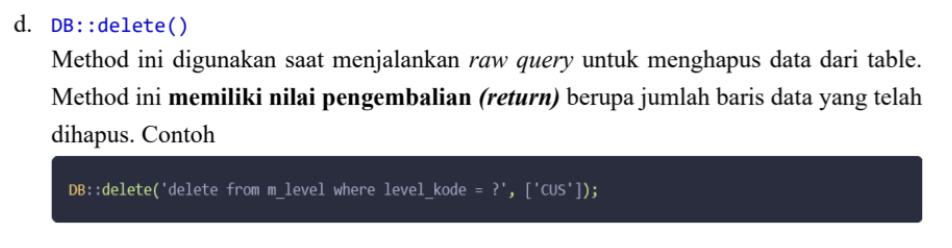 d. DB::delete()
Method ini digunakan saat menjalankan raw query untuk menghapus data dari table.
Method ini memiliki nilai pengembalian (return) berupa jumlah baris data yang telah
dihapus. Contoh
DB::delete('delete from m_level where level_kode = ?', ['CUS']);